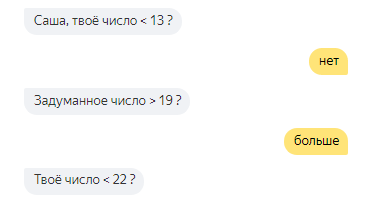 Саша, твоё число < 13 ?
нет
Задуманное число > 19 ?
больше
Твоё число < 22 ?